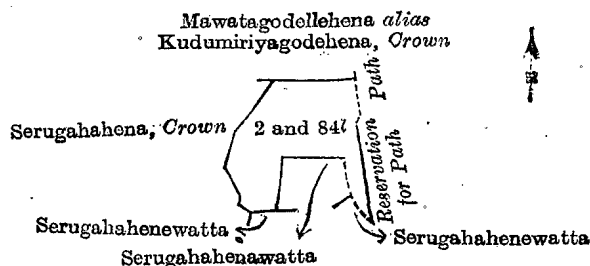 Mawatagodellehena alias
Kudumiriyagodehena, Crown
Path
Serugahahena, Crown
2 and 84l
Reservation
for Path
Serugahahenewatta
Serugahahenawatta
Serugahahenewatta